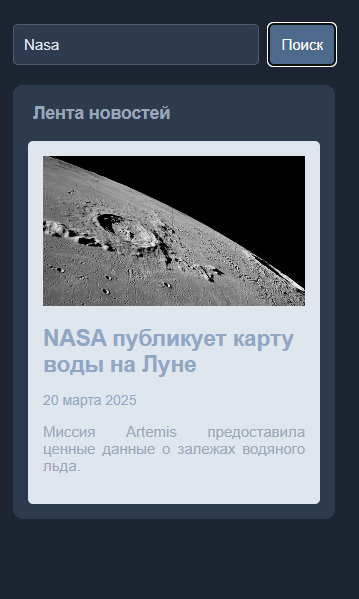 Nasa
Поиск
Лента новостей
NASA публикует карту
воды на Луне
20 марта 2025
Миссия Artemis предоставила
ценные данные о залежах водяного
льда.